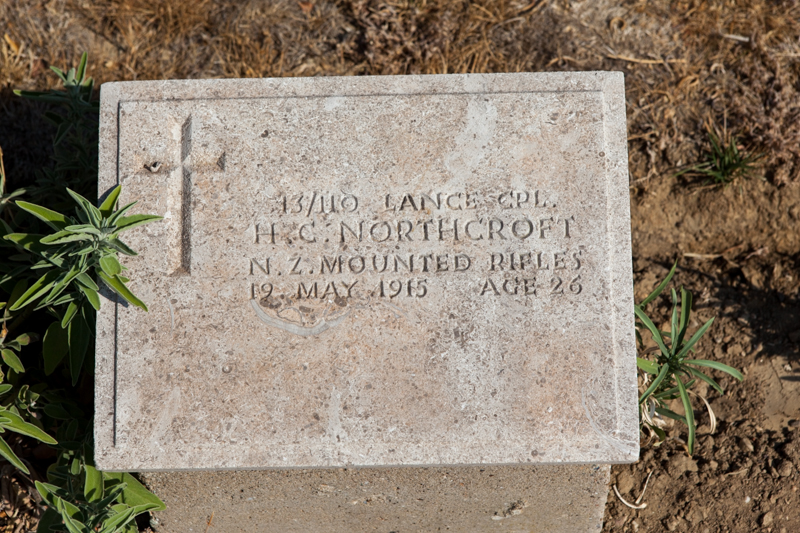 13/110 LANCE CPL.
H. C. NORTHCROFT
N. Z. MOUNTED RIFLES
19 MAY 1915 AGE 26